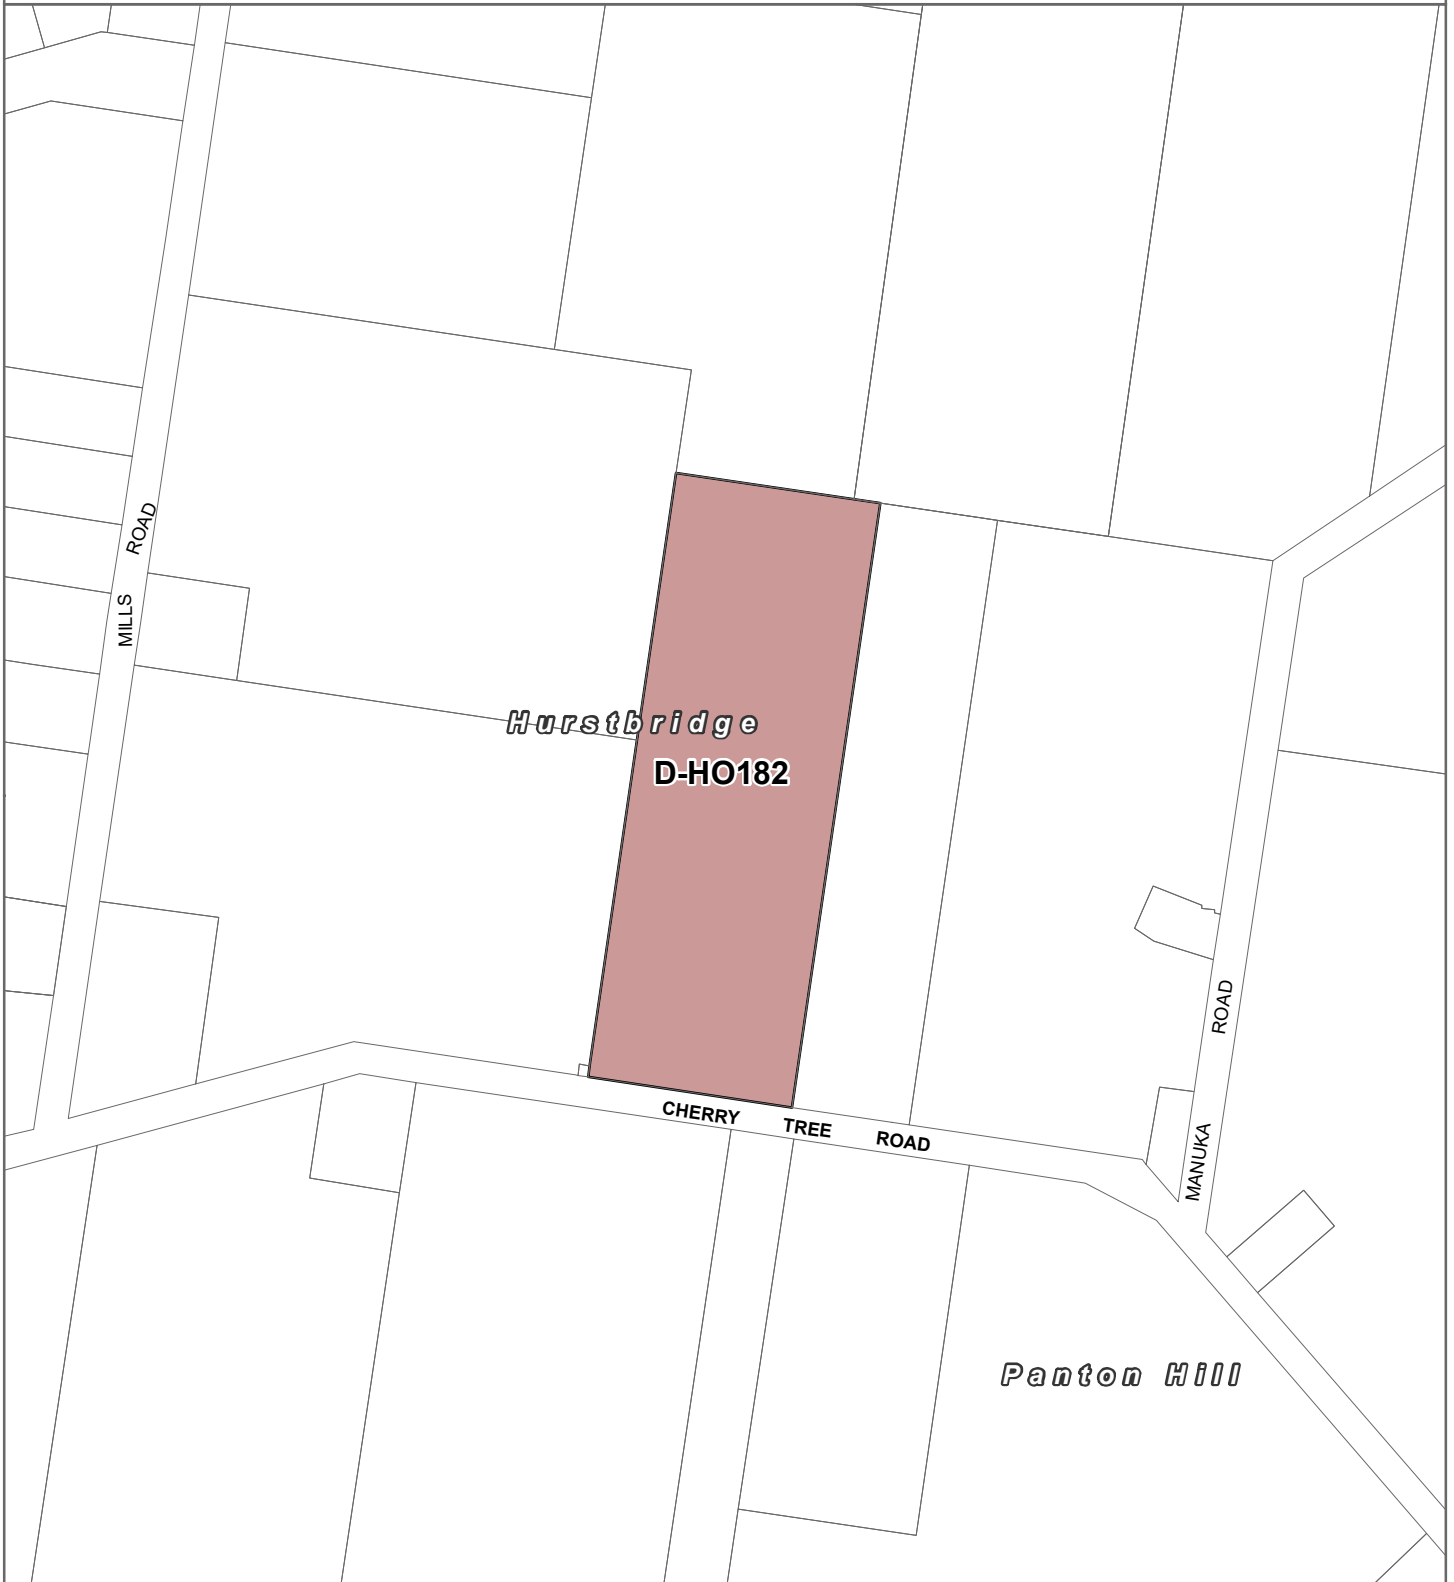 MILLS ROAD
Hurstbridge
D-HO182
CHERRY TREE ROAD
MANUKA ROAD
Panton Hill